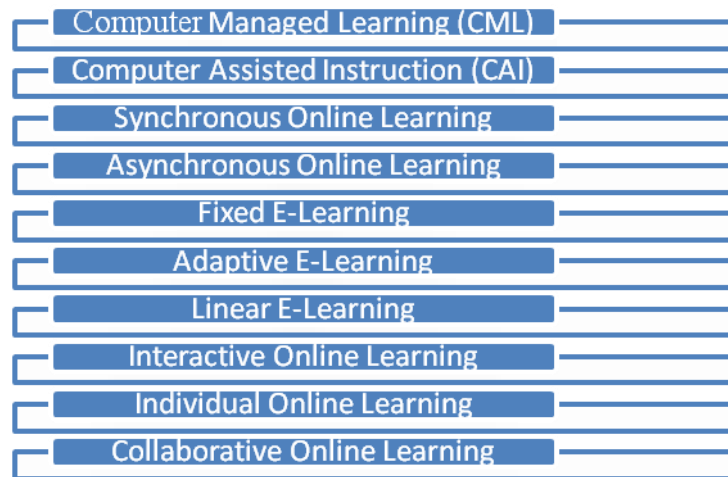 Computer Managed Learning (CML)
Computer Assisted Instruction (CAI)
Synchronous Online Learning
Asynchronous Online Learning
Fixed E-Learning
Adaptive E-Learning
Linear E-Learning
Interactive Online Learning
Individual Online Learning
Collaborative Online Learning